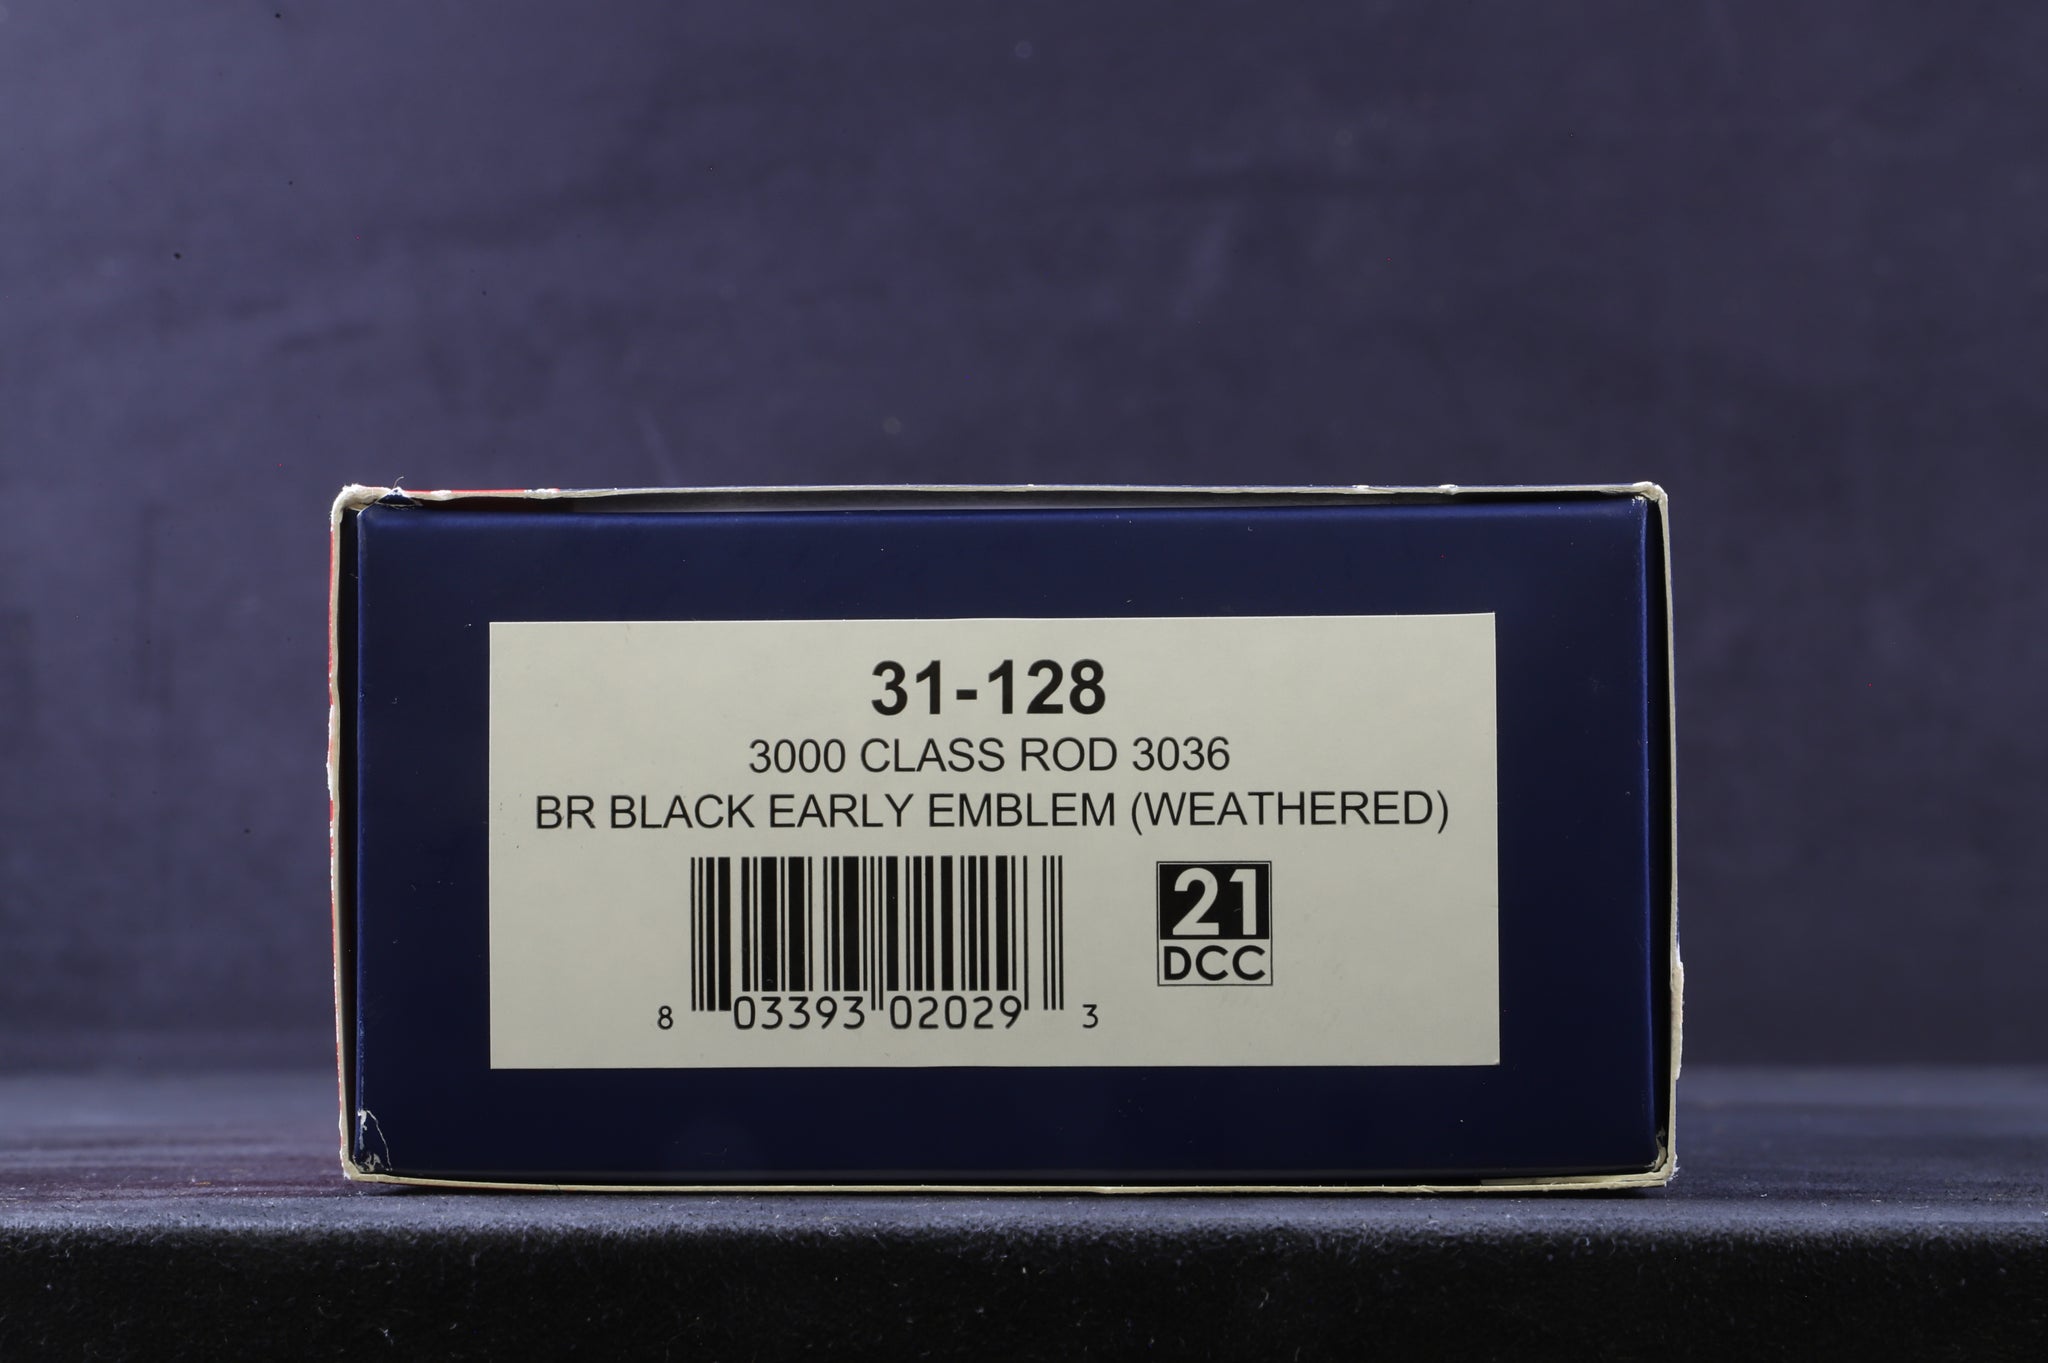 31-128
3000 CLASS ROD 3036
BR BLACK EARLY EMBLEM (WEATHERED)
21
DCC
8 03393 02029 3